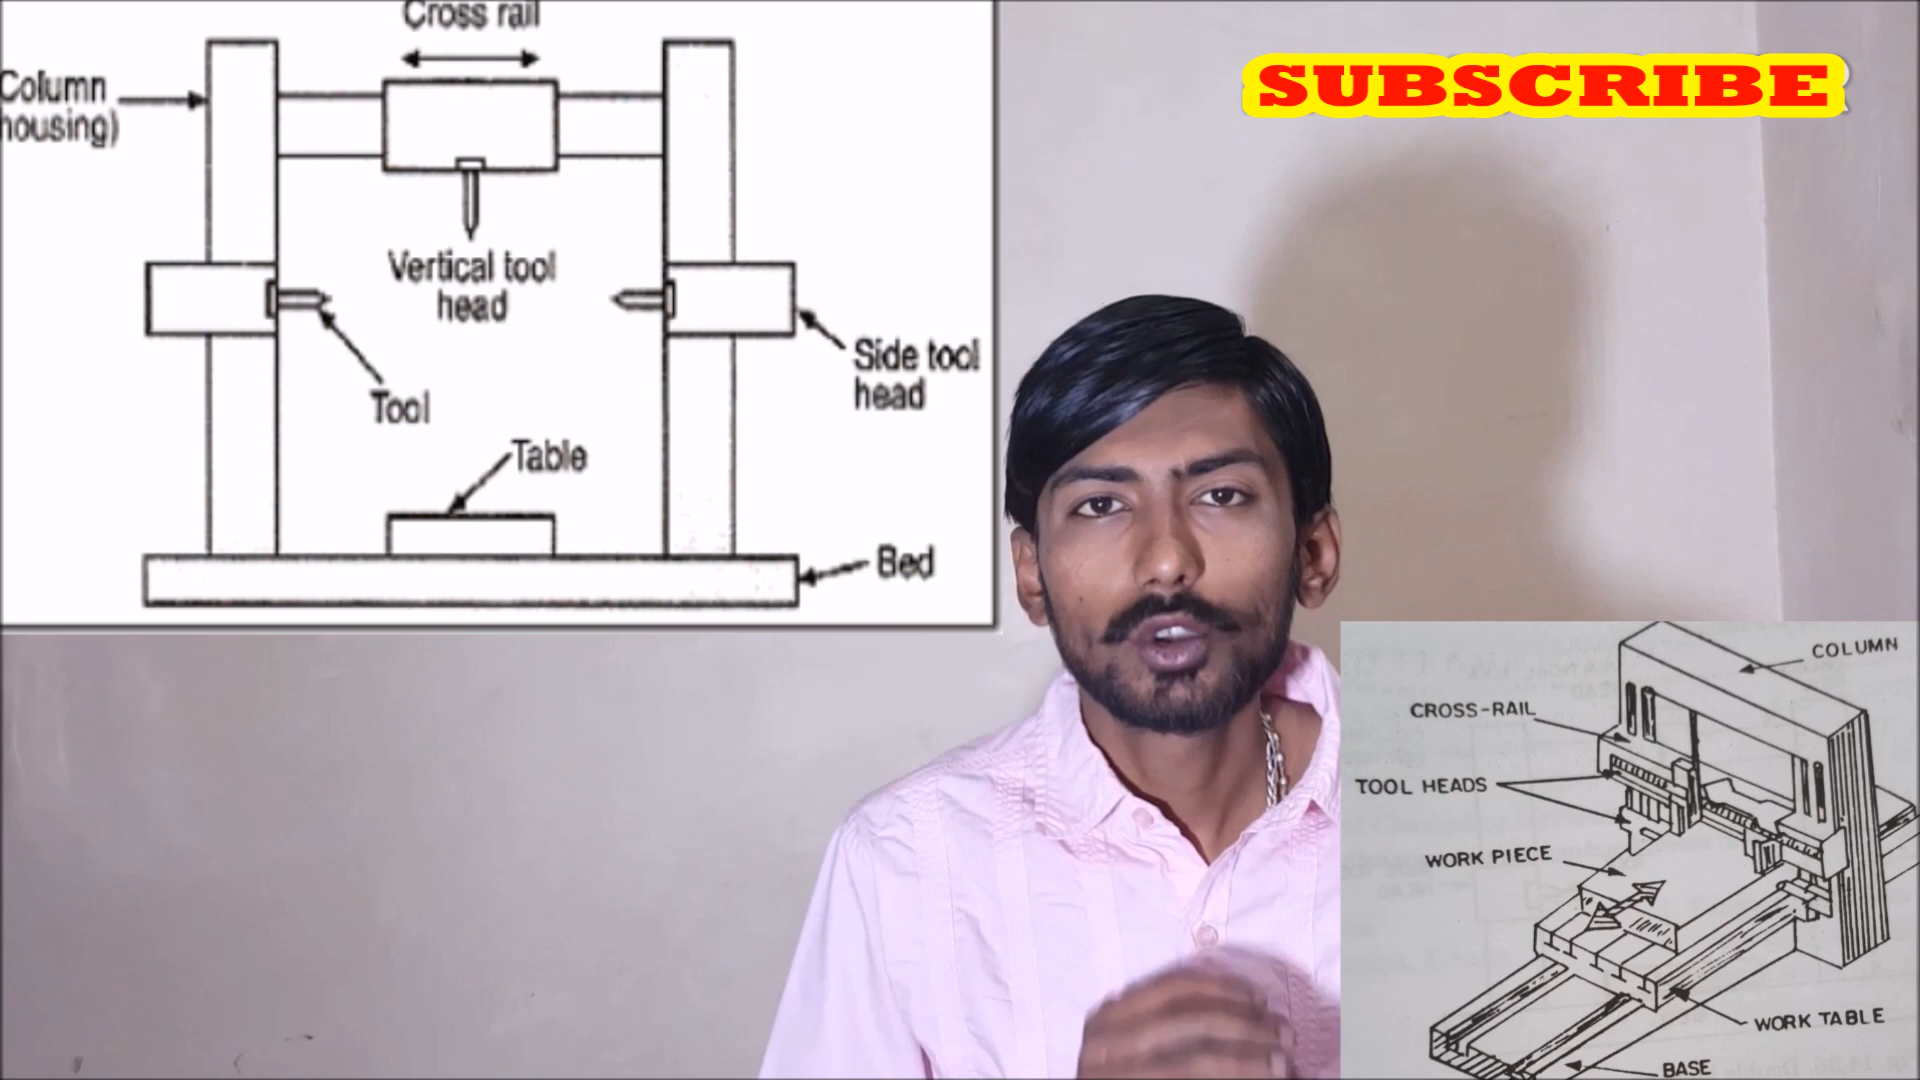 Cross rail
Column
housing)
Vertical tool
head
Side tool
head
Tool
Table
Bed
SUBSCRIBE
COLUMN
CROSS-RAIL
TOOL HEADS
WORK PIECE
WORK TABLE
BASE